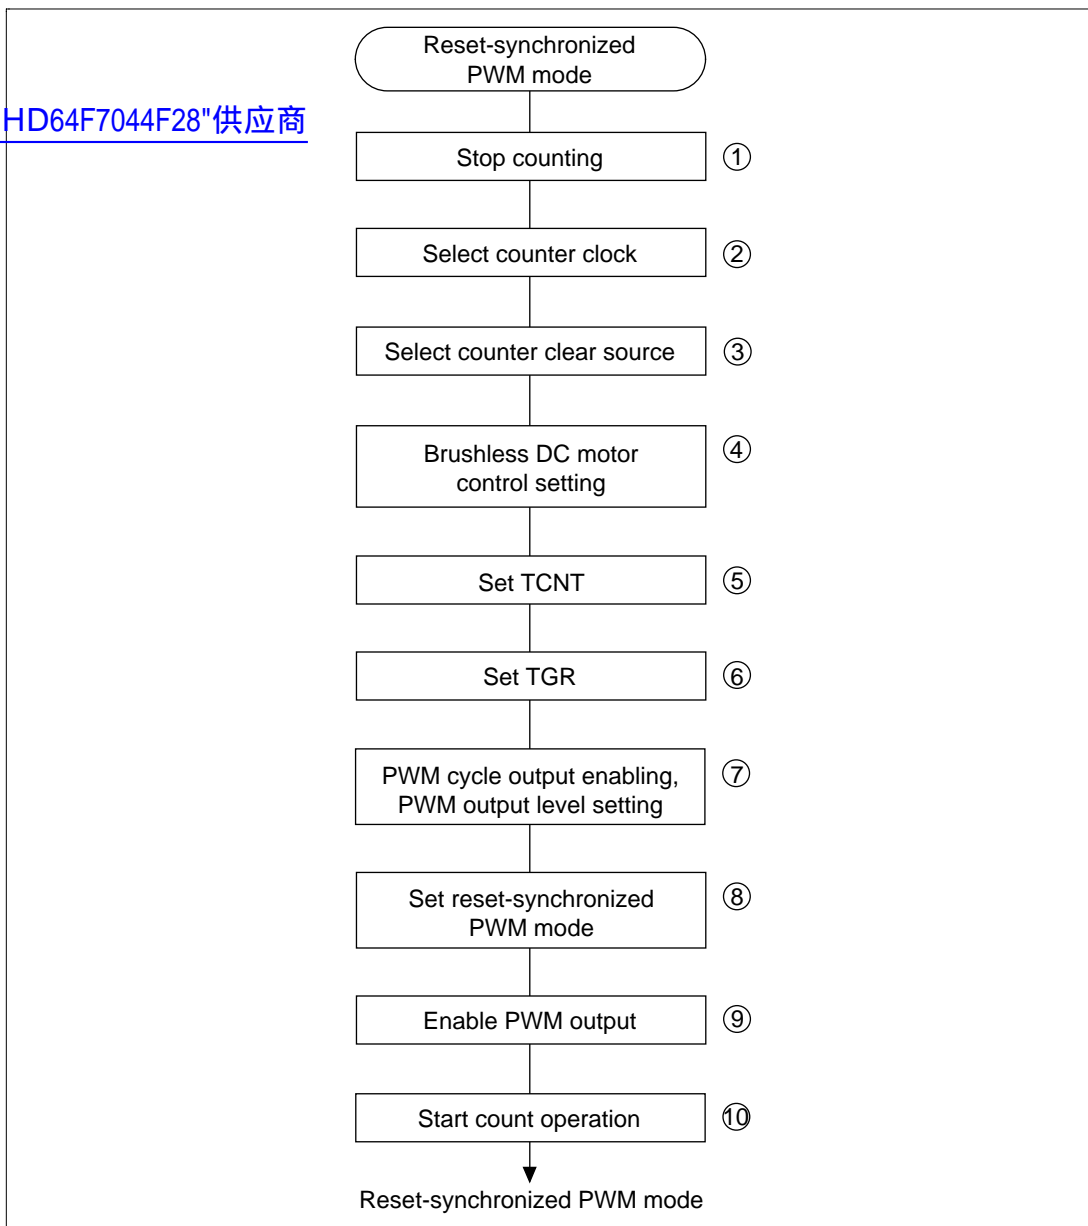 Reset-synchronized
PWM mode
HD64F7044F28"供应商
Stop counting ①
Select counter clock ②
Select counter clear source ③
Brushless DC motor ④
control setting
Set TCNT ⑤
Set TGR ⑥
PWM cycle output enabling, ⑦
PWM output level setting
Set reset-synchronized ⑧
PWM mode
Enable PWM output ⑨
Start count operation ⑩
Reset-synchronized PWM mode